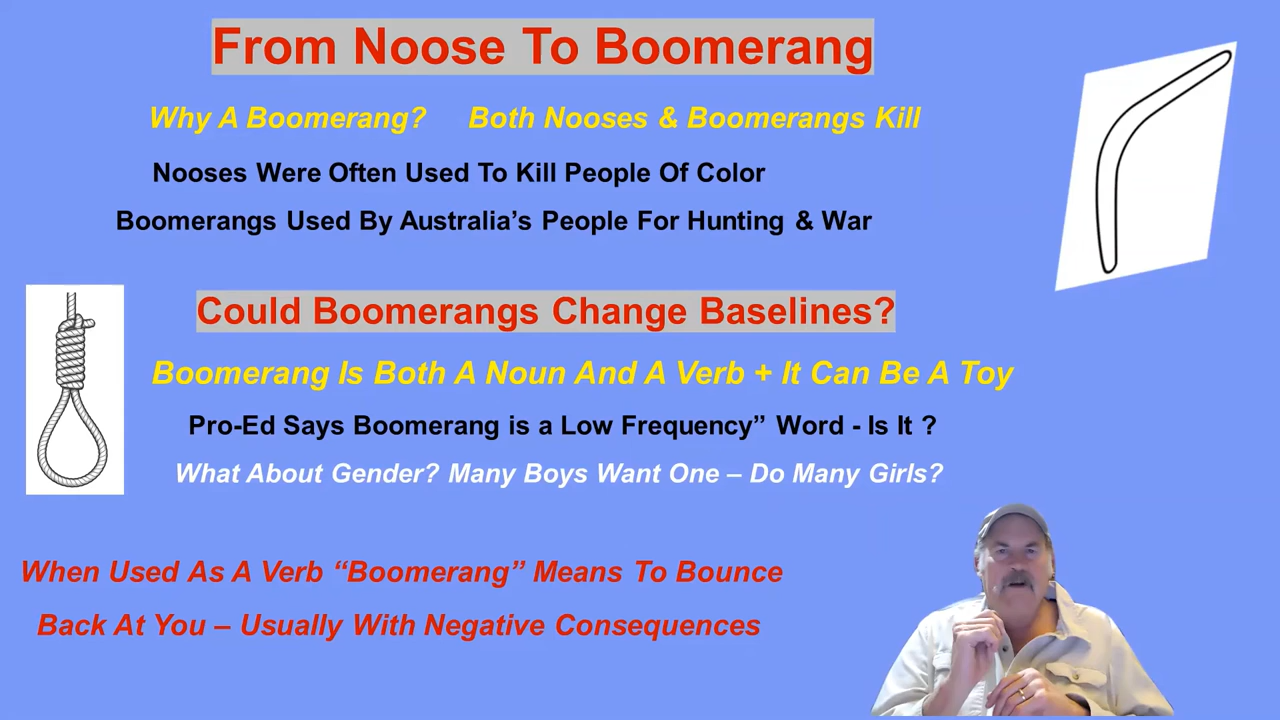 From Noose To Boomerang
Why A Boomerang? Both Nooses & Boomerangs Kill
Nooses Were Often Used To Kill People Of Color
Boomerangs Used By Australia’s People For Hunting & War
Could Boomerangs Change Baselines?
Boomerang Is Both A Noun And A Verb + It Can Be A Toy
Pro-Ed Says Boomerang is a Low Frequency” Word - Is It ?
What About Gender? Many Boys Want One – Do Many Girls?
When Used As A Verb “Boomerang” Means To Bounce
Back At You – Usually With Negative Consequences